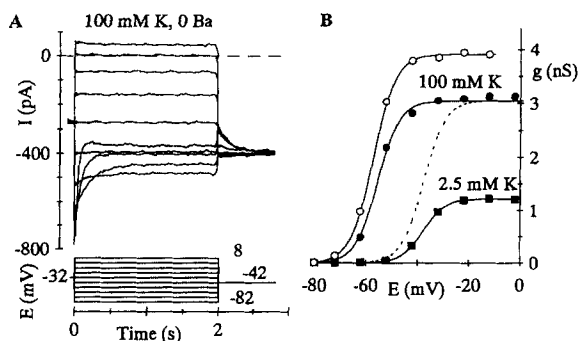 A
100 mM K, 0 Ba
I (pA)
0
-400
-800
E (mV)
-32
8
-42
-82
0
2
Time (s)
B
4
g (nS)
100 mM K
3
2
2.5 mM K
1
0
-80
-60
-40
-20
0
E (mV)